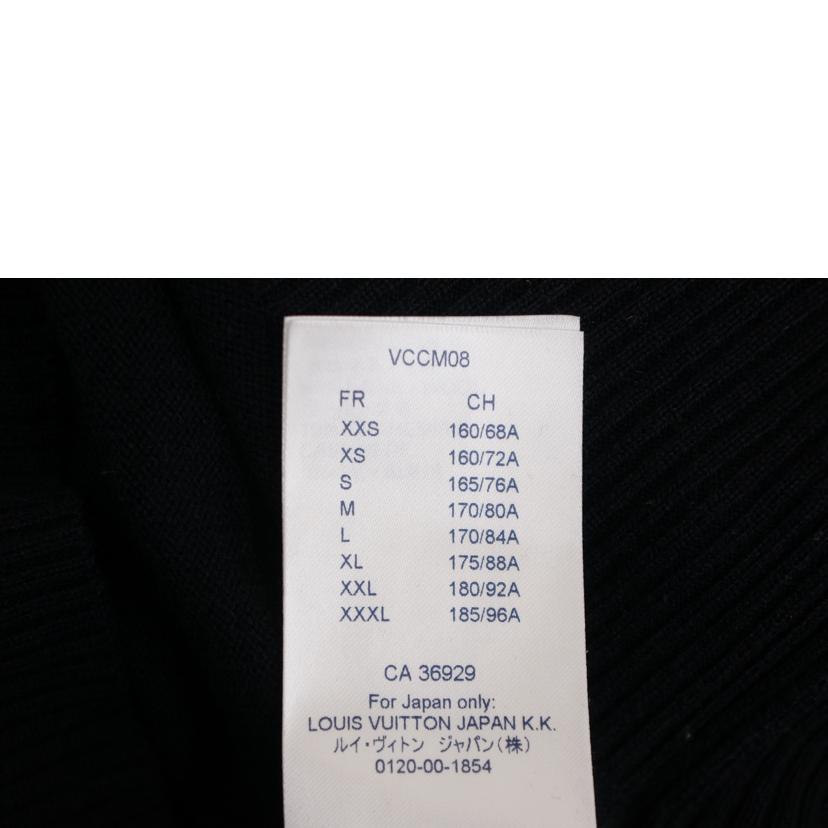 VCCM08
FR CH
XXS 160/68A
XS 160/72A
S 165/76A
M 170/80A
L 170/84A
XL 175/88A
XXL 180/92A
XXXL 185/96A
CA 36929
For Japan only:
LOUIS VUITTON JAPAN K.K.
ルイ・ヴィトン ジャパン(株)
0120-00-1854